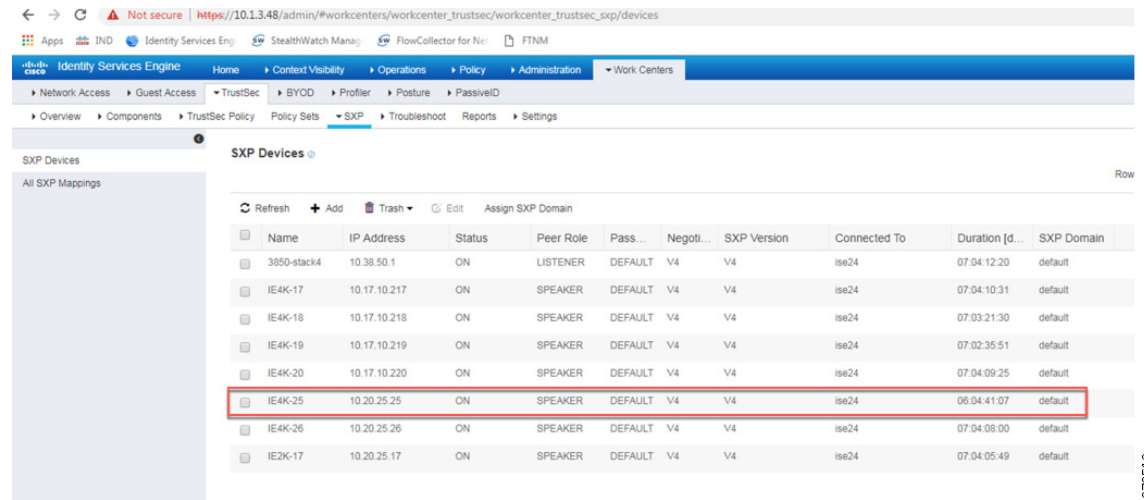 Not secure | https://10.1.3.48/admin/#workcenters/workcenter_trustsec/workcenter_trustsec_sxp/devices
Apps IND Identity Services Eng StealthWatch Manag FlowCollector for Net FTNM
cisco Identity Services Engine Home Context Visibility Operations Policy Administration Work Centers
Network Access Guest Access TrustSec BYOD Profiler Posture PassiveID
Overview Components TrustSec Policy Policy Sets SXP Troubleshoot Reports Settings
SXP Devices
All SXP Mappings
SXP Devices
Row
Refresh Add Trash Edit Assign SXP Domain
Name IP Address Status Peer Role Pass... Negoti... SXP Version Connected To Duration [d... SXP Domain
3850-stack4 10.38.50.1 ON LISTENER DEFAULT V4 V4 ise24 07:04:12:20 default
IE4K-17 10.17.10.217 ON SPEAKER DEFAULT V4 V4 ise24 07:04:10:31 default
IE4K-18 10.17.10.218 ON SPEAKER DEFAULT V4 V4 ise24 07:03:21:30 default
IE4K-19 10.17.10.219 ON SPEAKER DEFAULT V4 V4 ise24 07:02:35:51 default
IE4K-20 10.17.10.220 ON SPEAKER DEFAULT V4 V4 ise24 07:04:09:25 default
IE4K-25 10.20.25.25 ON SPEAKER DEFAULT V4 V4 ise24 06:04:41:07 default
IE4K-26 10.20.25.26 ON SPEAKER DEFAULT V4 V4 ise24 07:04:08:00 default
IE2K-17 10.20.25.17 ON SPEAKER DEFAULT V4 V4 ise24 07:04:05:49 default